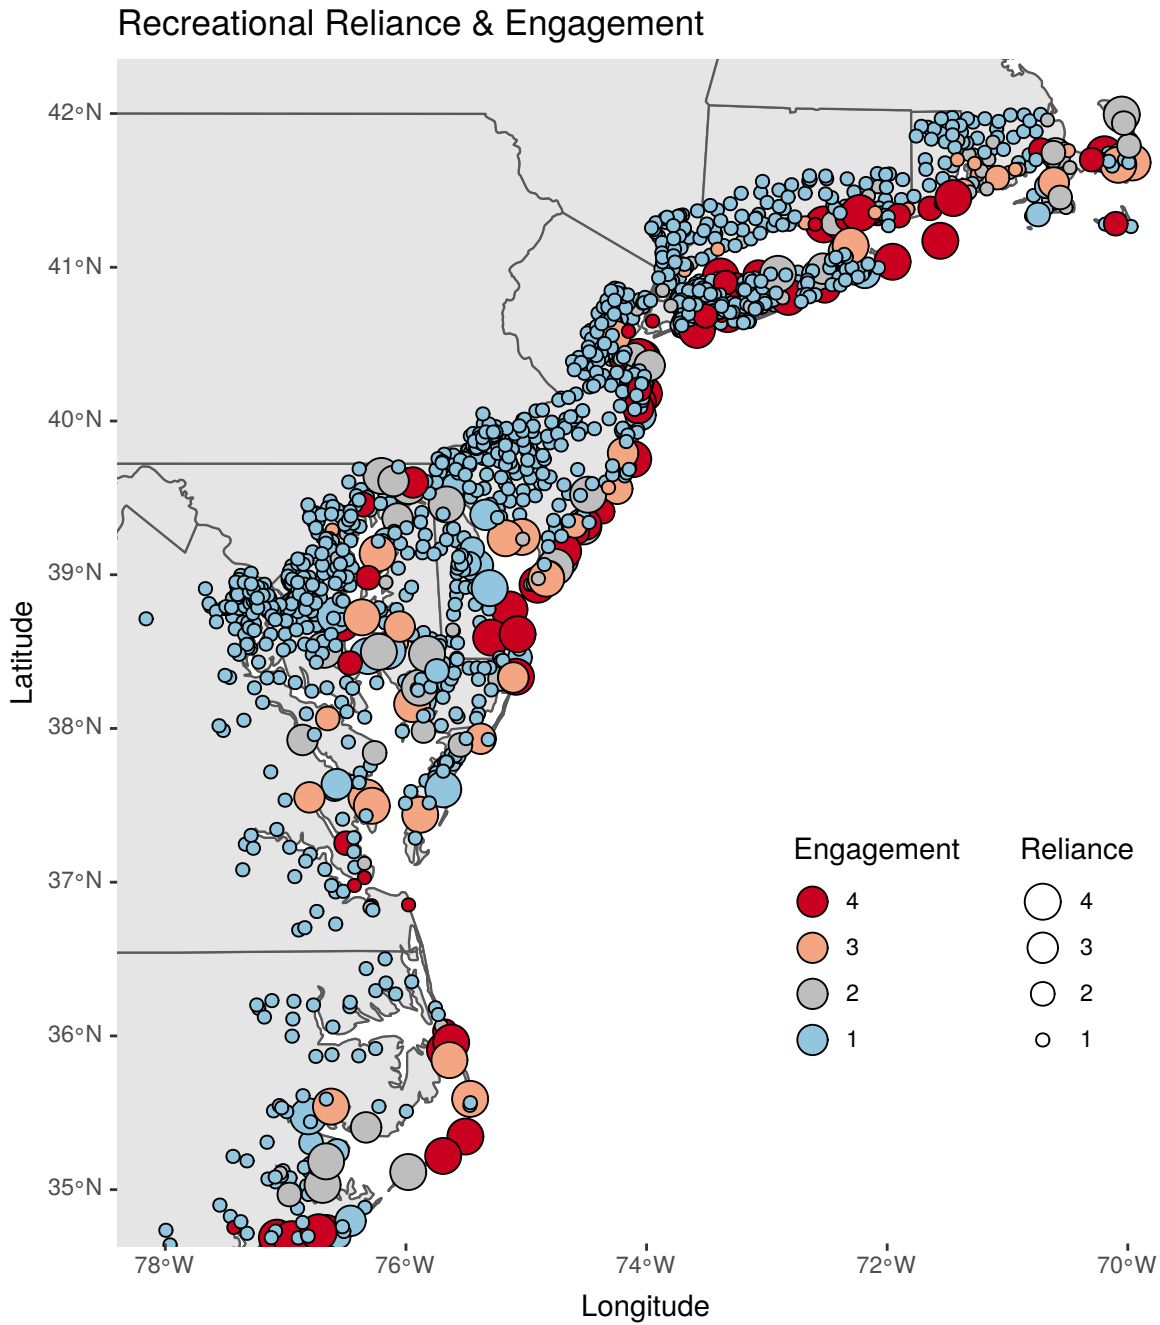 Recreational Reliance & Engagement
42°N
41°N
40°N
39°N
38°N
37°N
36°N
35°N
Latitude
78°W
76°W
74°W
72°W
70°W
Longitude
Engagement
4
3
2
1
Reliance
4
3
2
1